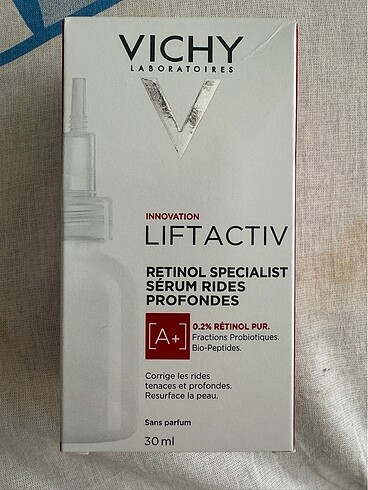 VICHY
LABORATOIRES
INNOVATION
LIFTACTIV
RETINOL SPECIALIST
SÉRUM RIDES
PROFONDES
[A+]
0.2% RÉTINOL PUR.
Fractions Probiotiques.
Bio-Peptides.
Corrige les rides
tenaces et profondes.
Resurface la peau.
Sans parfum
30 ml